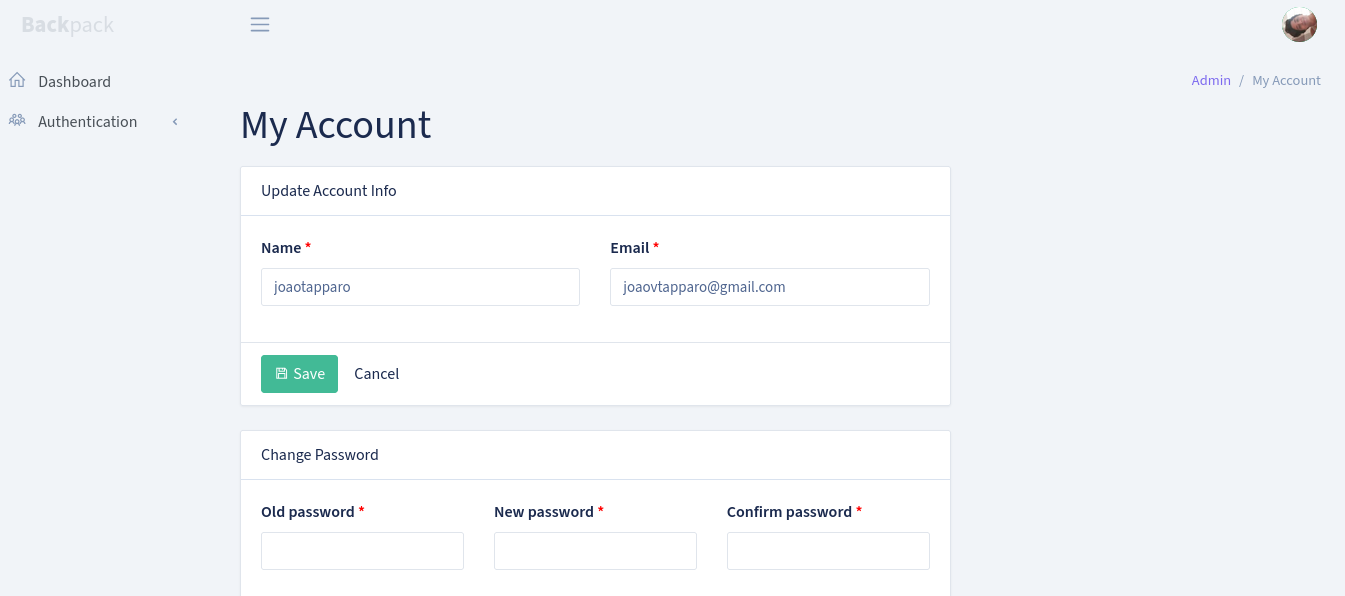 Backpack
Dashboard
Authentication
Admin / My Account
My Account
Update Account Info
Name * Email *
joaotapparo joaovtapparo@gmail.com
Save Cancel
Change Password
Old password * New password * Confirm password *